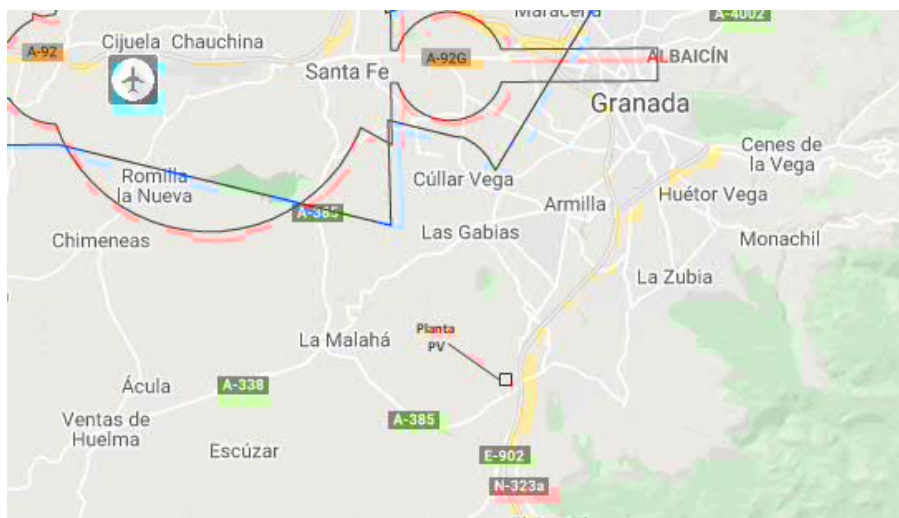 Maracena
A-4002
Cijuela
Chauchina
A-92
A-92G
ALBAICÍN
Santa Fe
Granada
Cenes de
la Vega
Romilla
la Nueva
Cúllar Vega
Armilla
Huétor Vega
A-385
Chimeneas
Las Gabias
Monachil
La Zubia
La Malahá
Planta
PV
Ácula
A-338
Ventas de
Huelma
A-385
Escúzar
E-902
N-323a